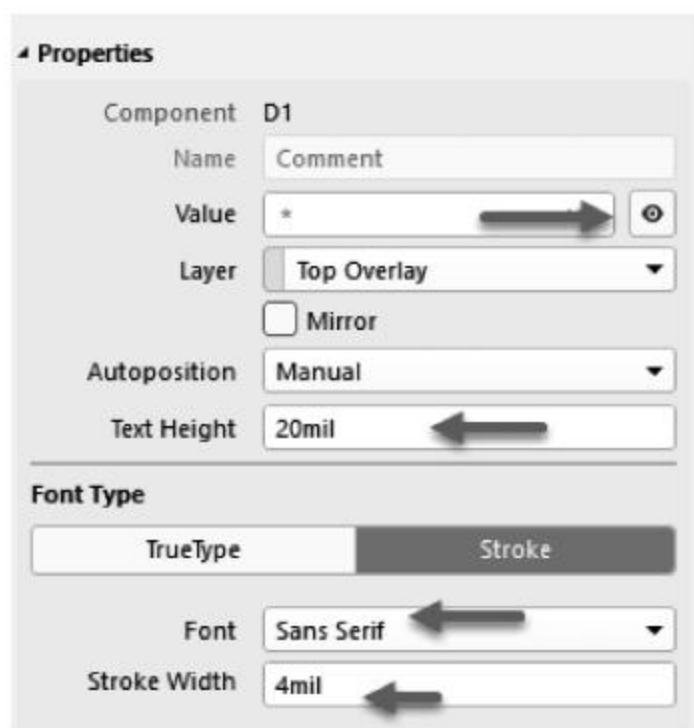 Properties
Component D1
Name Comment
Value *
Layer Top Overlay
Mirror
Autoposition Manual
Text Height 20mil
Font Type
TrueType Stroke
Font Sans Serif
Stroke Width 4mil